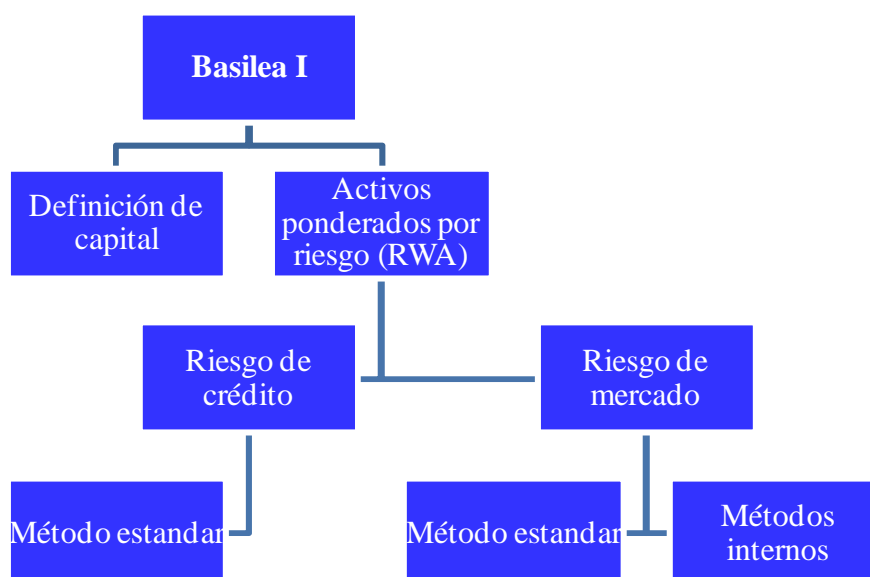 Basilea I
Definición de
capital
Activos
ponderados por
riesgo (RWA)
Riesgo de
crédito
Riesgo de
mercado
Método estandar
Método estandar
Métodos
internos